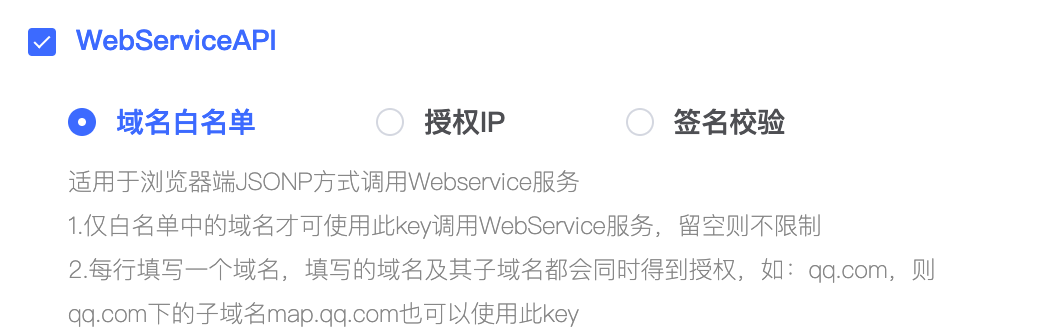 WebServiceAPI
域名白名单 授权IP 签名校验
适用于浏览器端JSONP方式调用Webservice服务
1.仅白名单中的域名才可使用此key调用WebService服务，留空则不限制
2.每行填写一个域名，填写的域名及其子域名都会同时得到授权，如：qq.com，则
qq.com下的子域名map.qq.com也可以使用此key